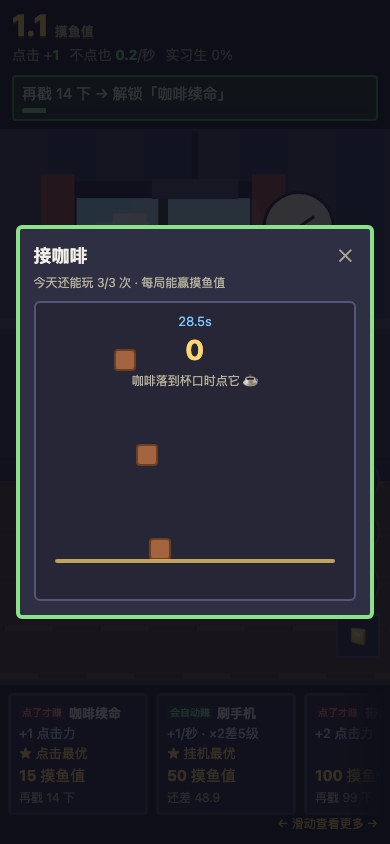 1.1 摸鱼值
点击 +1 不点也 0.2/秒 实习生 0%
再戳 14 下 → 解锁「咖啡续命」
接咖啡
今天还能玩 3/3 次 · 每局能赢摸鱼值
28.5s
0
咖啡落到杯口时点它 ☕
点了才赚 咖啡续命
+1 点击力
★ 点击最优
15 摸鱼值
再戳 14 下
会自动赚 刷手机
+1/秒 · ×2差5级
★ 挂机最优
50 摸鱼值
还差 48.9
点了才赚
+2 点击力
100 摸鱼
再戳 99 下
← 滑动查看更多 →